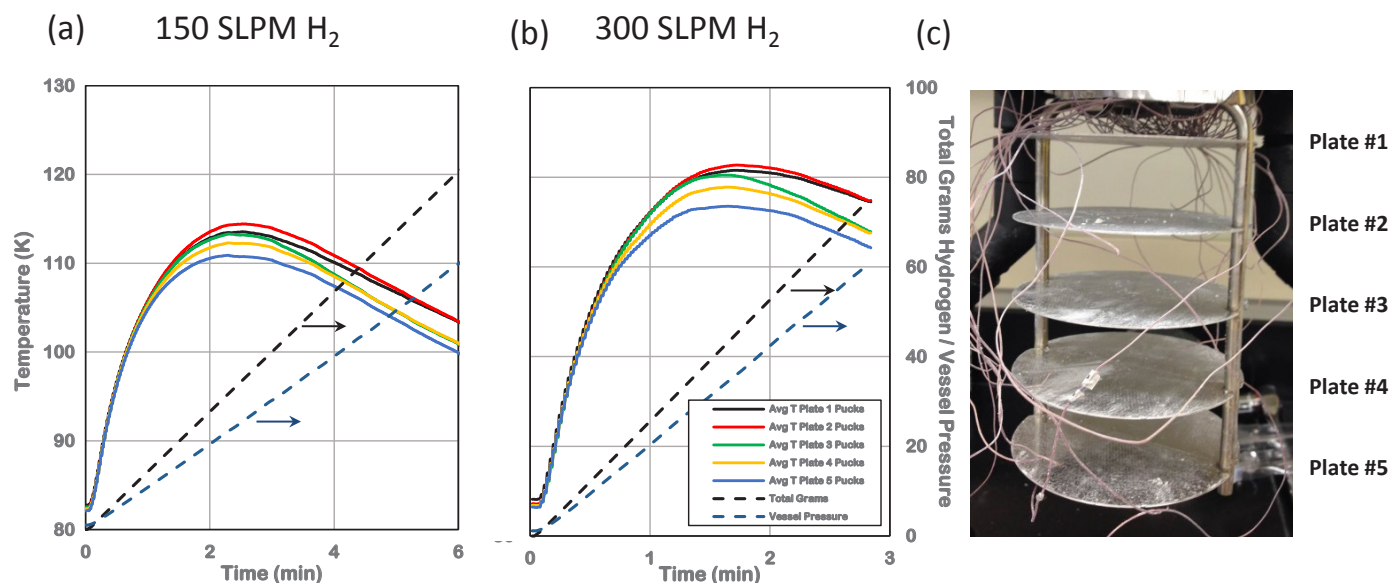 (a) 150 SLPM H₂
(b) 300 SLPM H₂
(c)
130
120
110
100
90
80
Temperature (K)
0 2 4 6
Time (min)
100
80
60
40
20
0
Total Grams Hydrogen / Vessel Pressure
0 1 2 3
Time (min)
Avg T Plate 1 Pucks
Avg T Plate 2 Pucks
Avg T Plate 3 Pucks
Avg T Plate 4 Pucks
Avg T Plate 5 Pucks
Total Grams
Vessel Pressure
Plate #1
Plate #2
Plate #3
Plate #4
Plate #5